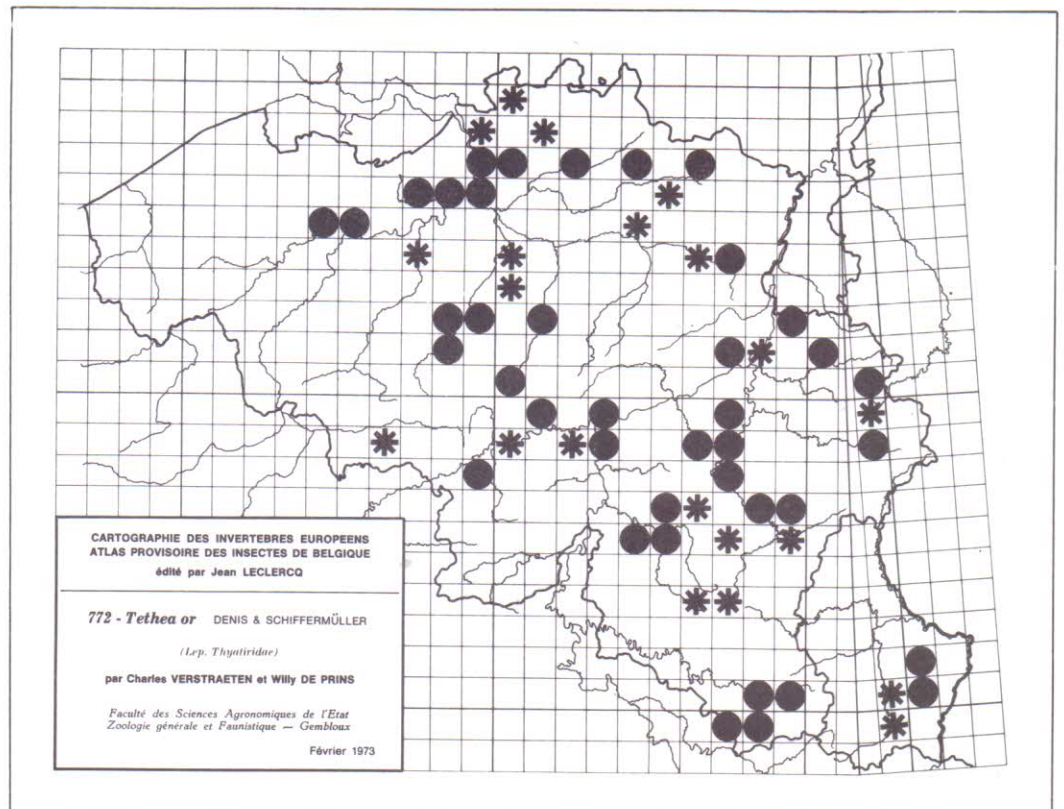 CARTOGRAPHIE DES INVERTEBRES EUROPEENS
ATLAS PROVISOIRE DES INSECTES DE BELGIQUE
édité par Jean LECLERCQ
772 - Tethea or DENIS & SCHIFFERMÜLLER
(Lep. Thyatiridae)
par Charles VERSTRAETEN et Willy DE PRINS
Faculté des Sciences Agronomiques de l'Etat
Zoologie générale et Faunistique — Gembloux
Février 1973